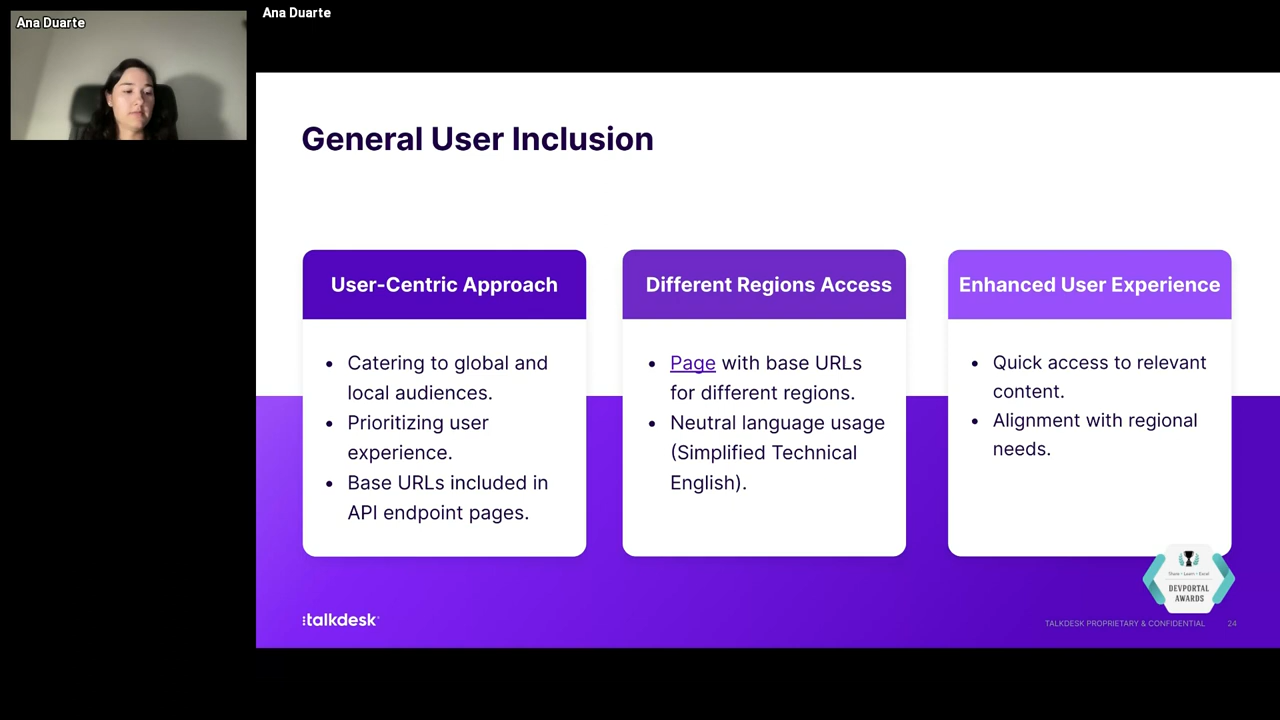 Ana Duarte
Ana Duarte
General User Inclusion
User-Centric Approach
• Catering to global and
local audiences.
• Prioritizing user
experience.
• Base URLs included in
API endpoint pages.
Different Regions Access
• Page with base URLs
for different regions.
• Neutral language usage
(Simplified Technical
English).
Enhanced User Experience
• Quick access to relevant
content.
• Alignment with regional
needs.
Share • Learn • Excel
DEVPORTAL
AWARDS
:talkdesk®
TALKDESK PROPRIETARY & CONFIDENTIAL 24